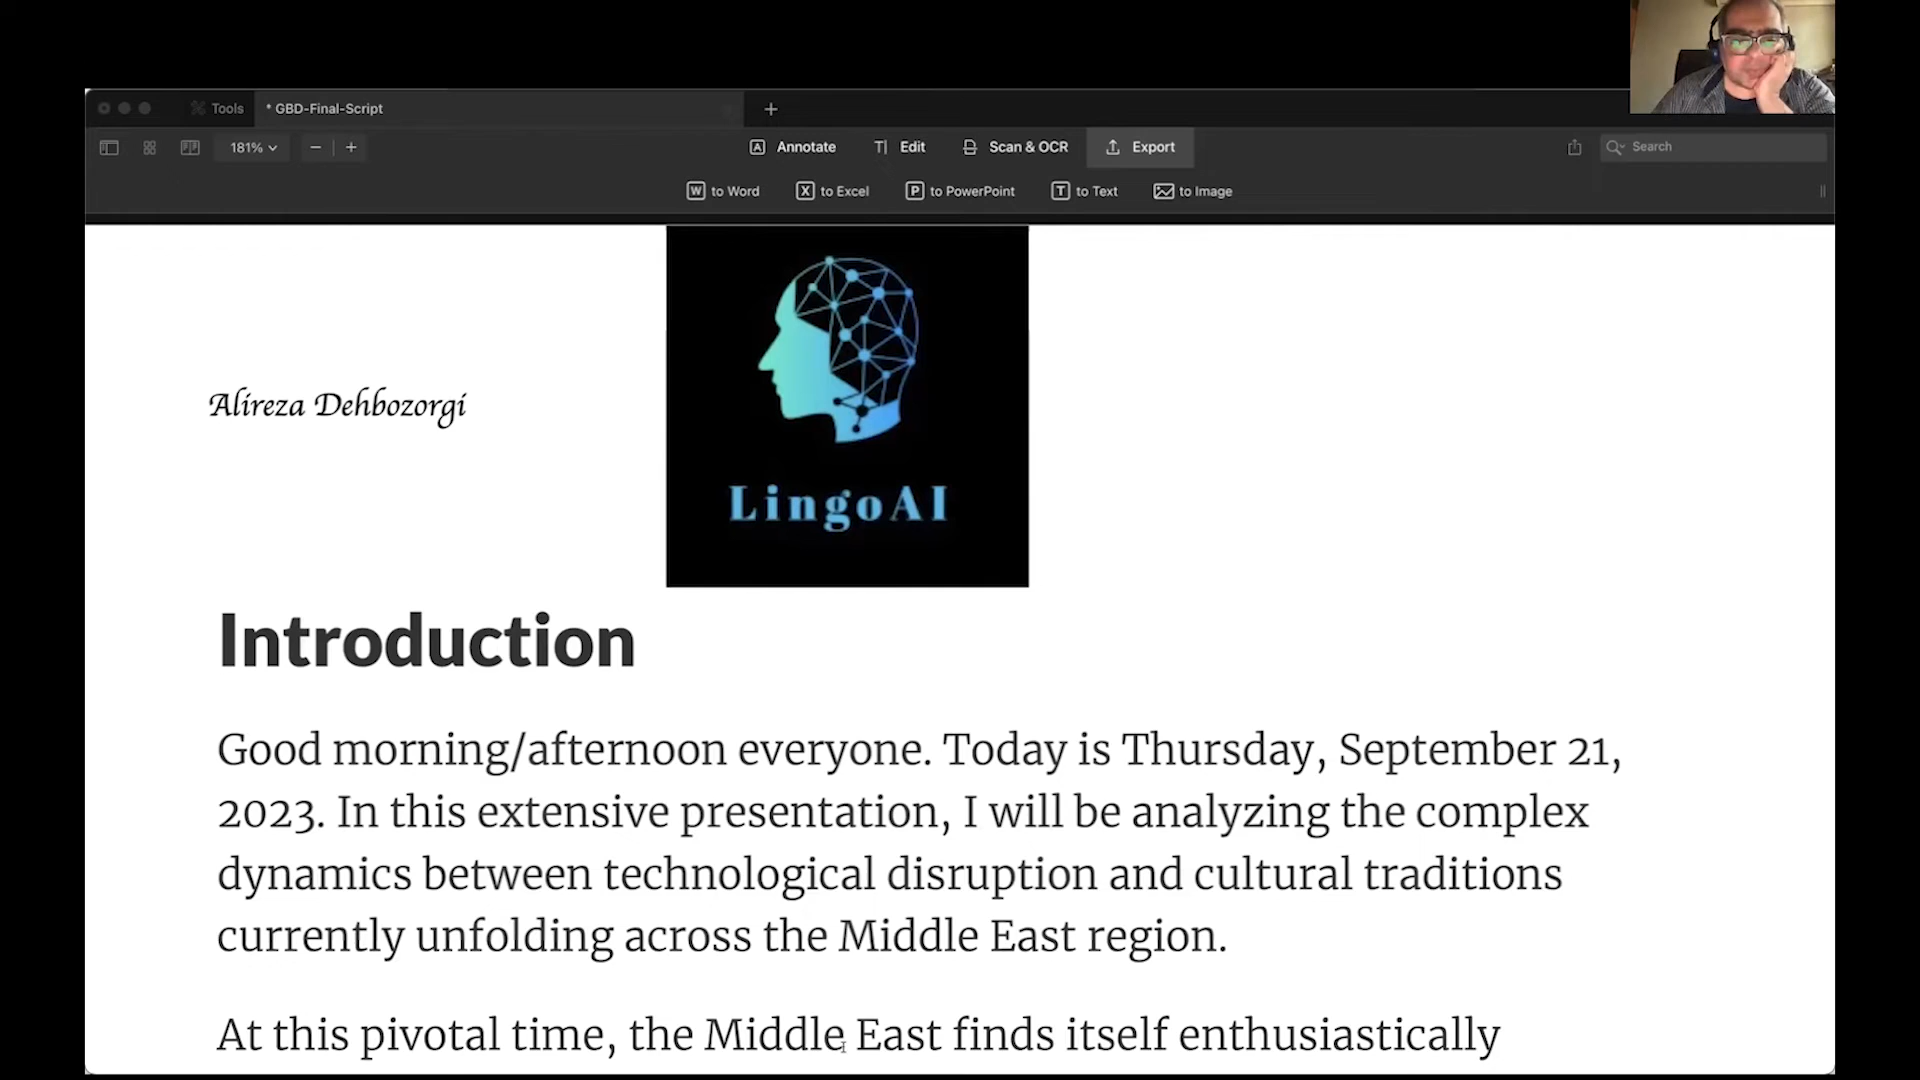 Tools * GBD-Final-Script +
181% − + A Annotate T Edit Scan & OCR Export Search
W to Word X to Excel P to PowerPoint T to Text to Image
Alireza Dehbozorgi
LingoAI
Introduction
Good morning/afternoon everyone. Today is Thursday, September 21,
2023. In this extensive presentation, I will be analyzing the complex
dynamics between technological disruption and cultural traditions
currently unfolding across the Middle East region.
At this pivotal time, the Middle East finds itself enthusiastically